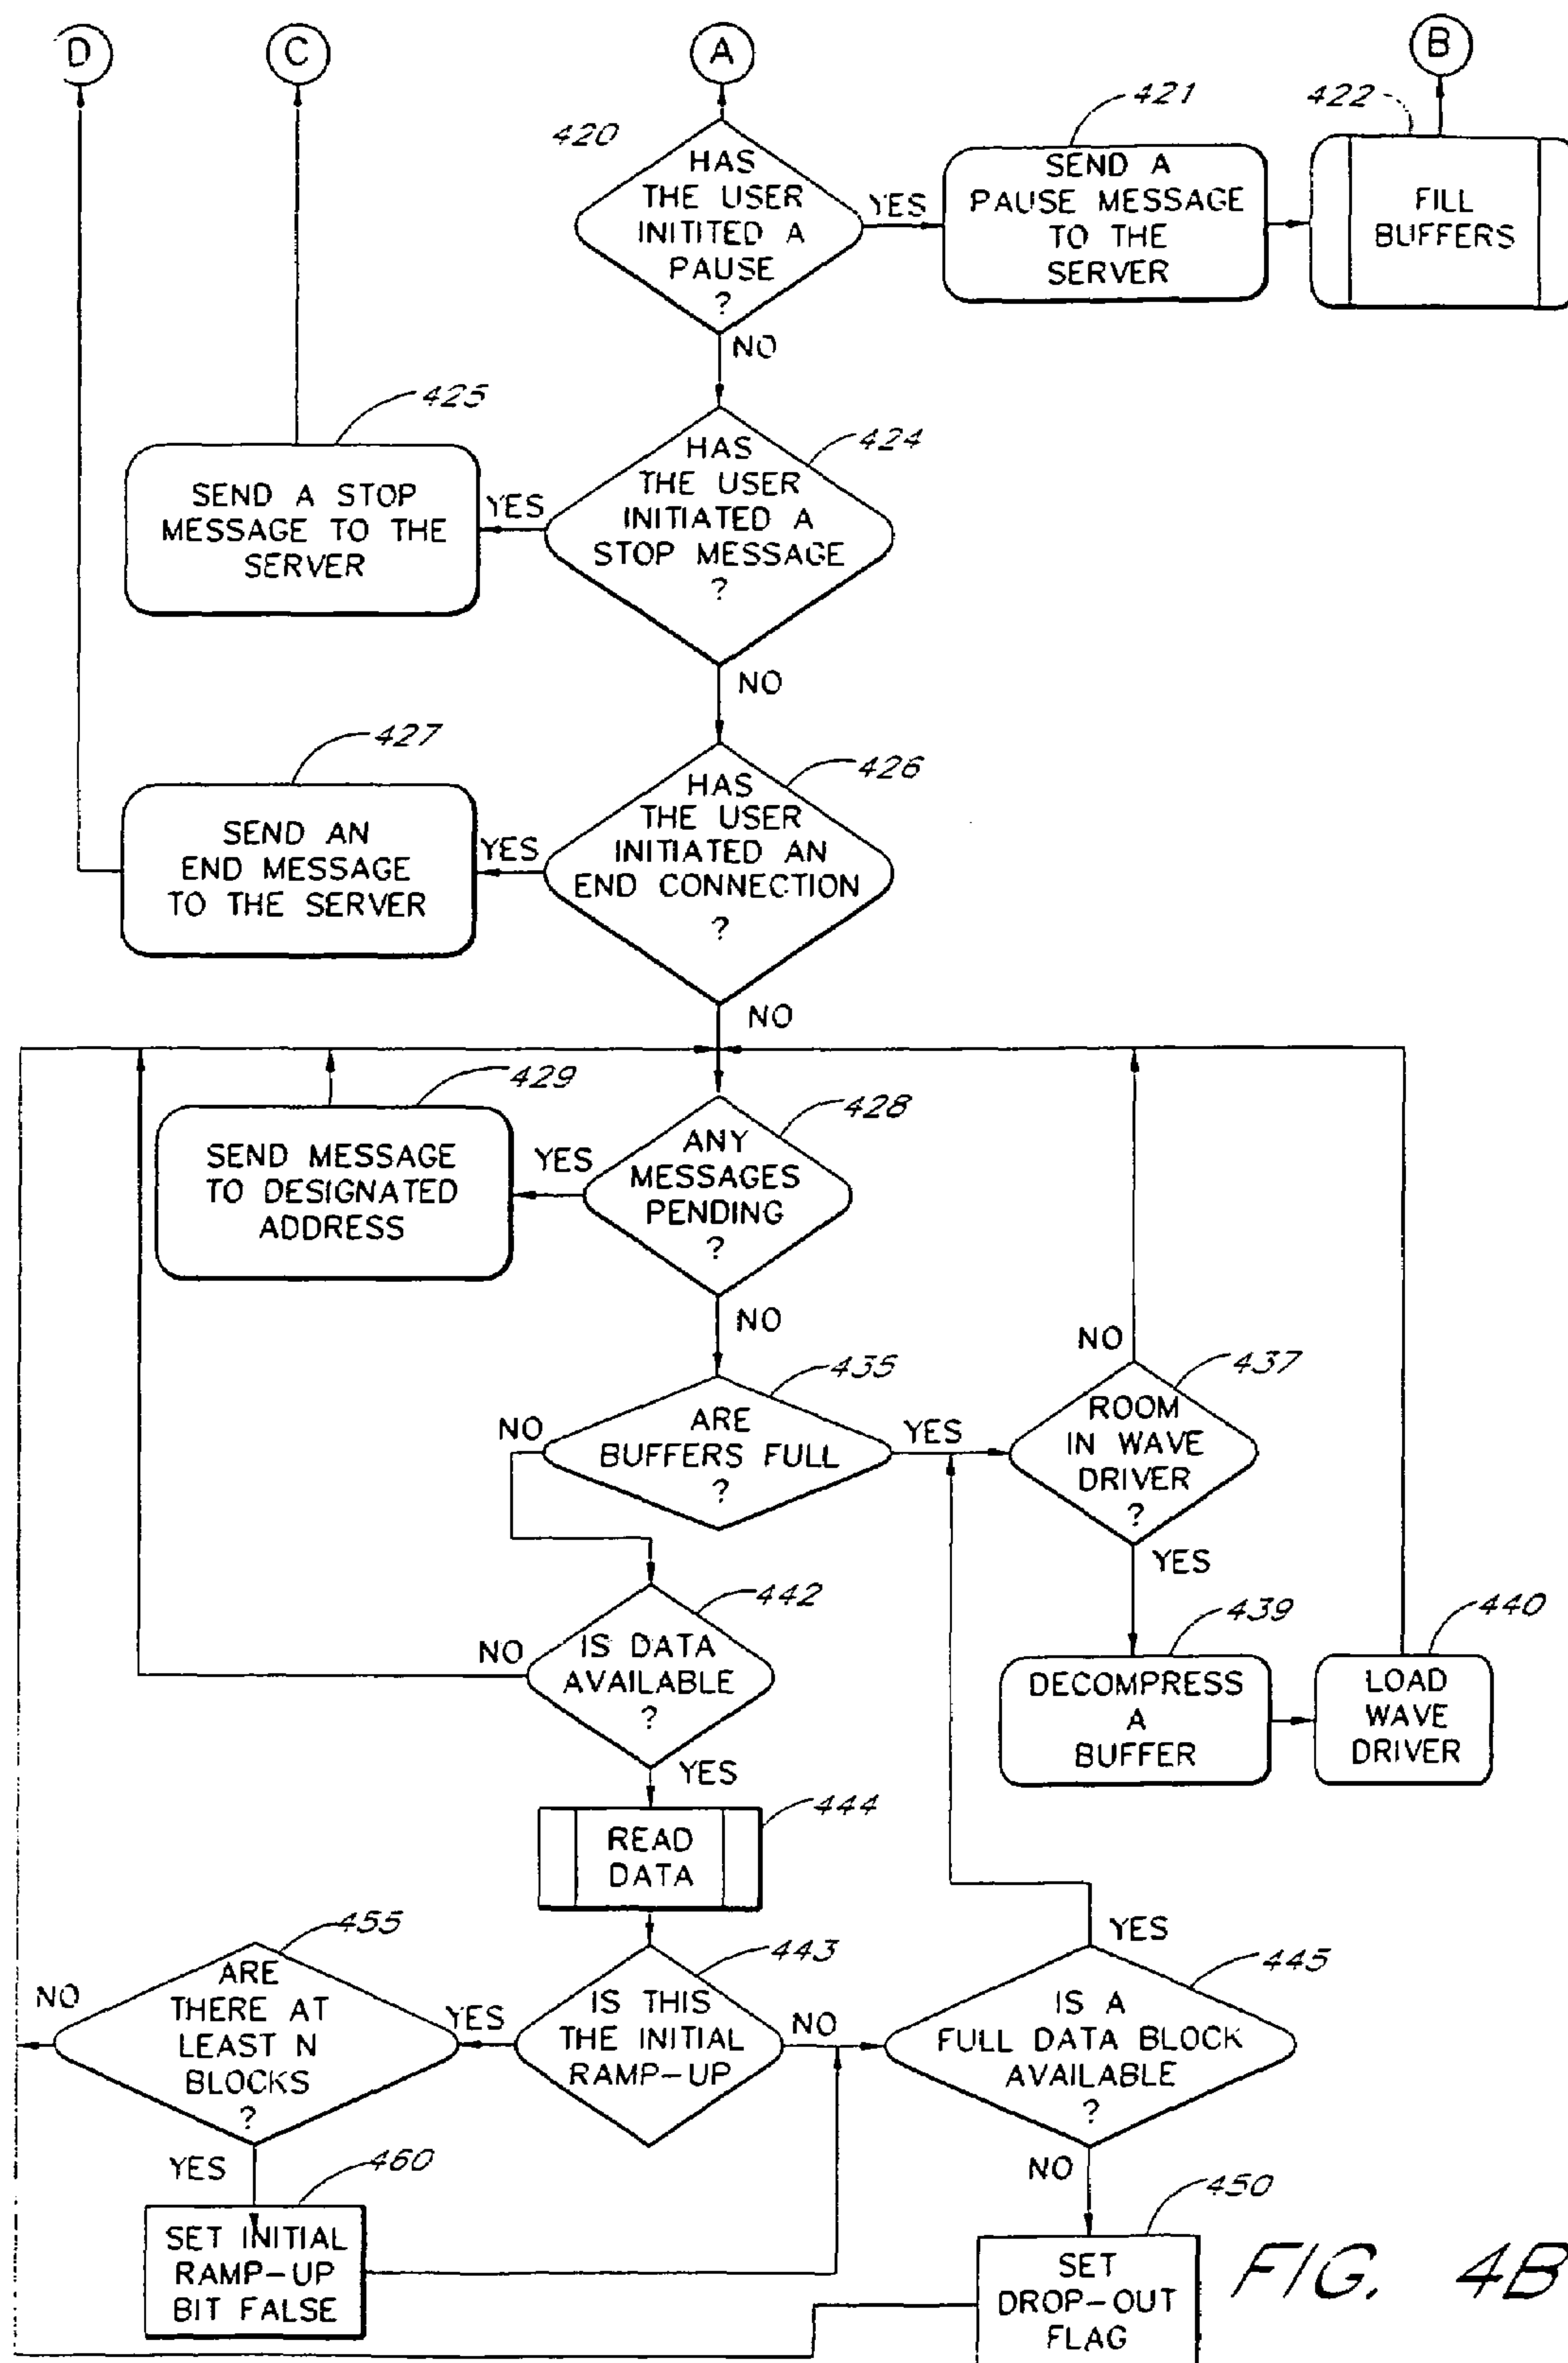 D
C
A
B
420
HAS
THE USER
INITITED A
PAUSE
?
YES
421
SEND A
PAUSE MESSAGE
TO THE
SERVER
422
FILL
BUFFERS
NO
425
SEND A STOP
MESSAGE TO THE
SERVER
YES
424
HAS
THE USER
INITIATED A
STOP MESSAGE
?
NO
427
SEND AN
END MESSAGE
TO THE SERVER
YES
426
HAS
THE USER
INITIATED AN
END CONNECTION
?
NO
429
SEND MESSAGE
TO DESIGNATED
ADDRESS
YES
428
ANY
MESSAGES
PENDING
?
NO
435
NO
ARE
BUFFERS FULL
?
YES
NO
437
ROOM
IN WAVE
DRIVER
?
YES
442
NO
IS DATA
AVAILABLE
?
YES
439
DECOMPRESS
A
BUFFER
440
LOAD
WAVE
DRIVER
444
READ
DATA
455
NO
ARE
THERE AT
LEAST N
BLOCKS
?
YES
443
IS THIS
THE INITIAL
RAMP-UP
NO
YES
445
IS A
FULL DATA BLOCK
AVAILABLE
?
YES
460
SET INITIAL
RAMP-UP
BIT FALSE
NO
450
SET
DROP-OUT
FLAG
FIG. 4B